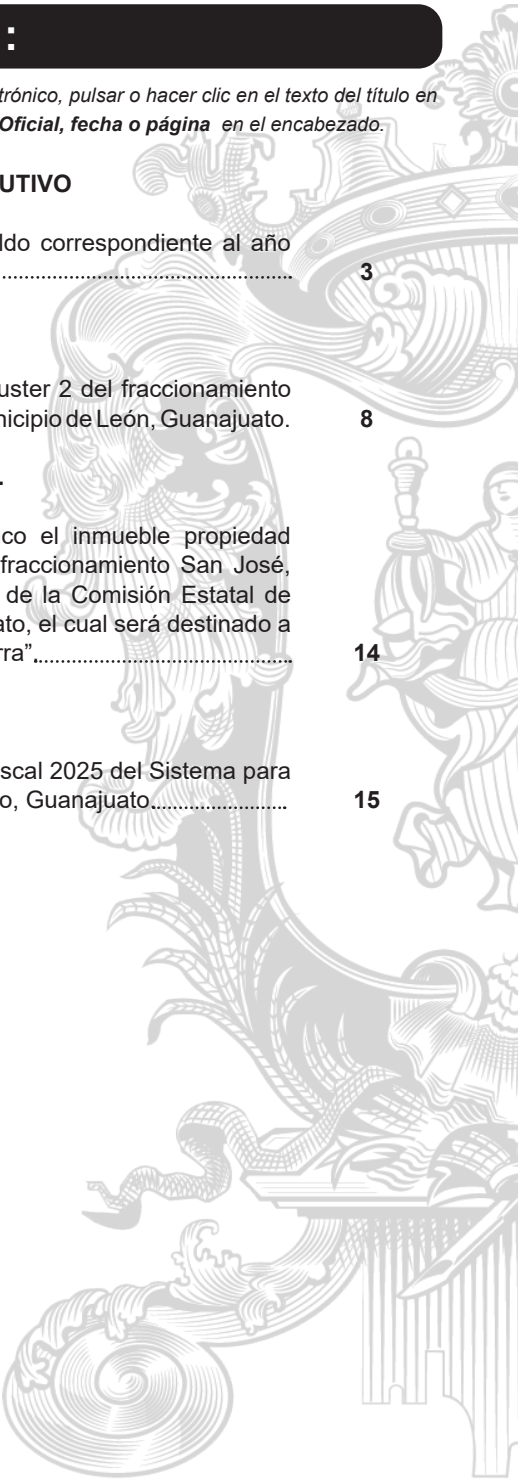 :
trónico, pulsar o hacer clic en el texto del título en
Oficial, fecha o página en el encabezado.
UTIVO
ldo correspondiente al año
3
uster 2 del fraccionamiento
nicipio de León, Guanajuato. 8
co el inmueble propiedad
fraccionamiento San José,
de la Comisión Estatal de
ato, el cual será destinado a
rra” 14
iscal 2025 del Sistema para
o, Guanajuato 15